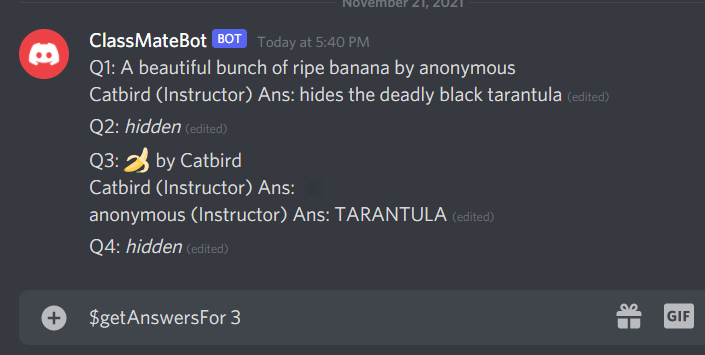 November 21, 2021
ClassMateBot BOT Today at 5:40 PM
Q1: A beautiful bunch of ripe banana by anonymous
Catbird (Instructor) Ans: hides the deadly black tarantula (edited)
Q2: hidden (edited)
Q3: 🍌 by Catbird
Catbird (Instructor) Ans:
anonymous (Instructor) Ans: TARANTULA (edited)
Q4: hidden (edited)
$getAnswersFor 3
GIF